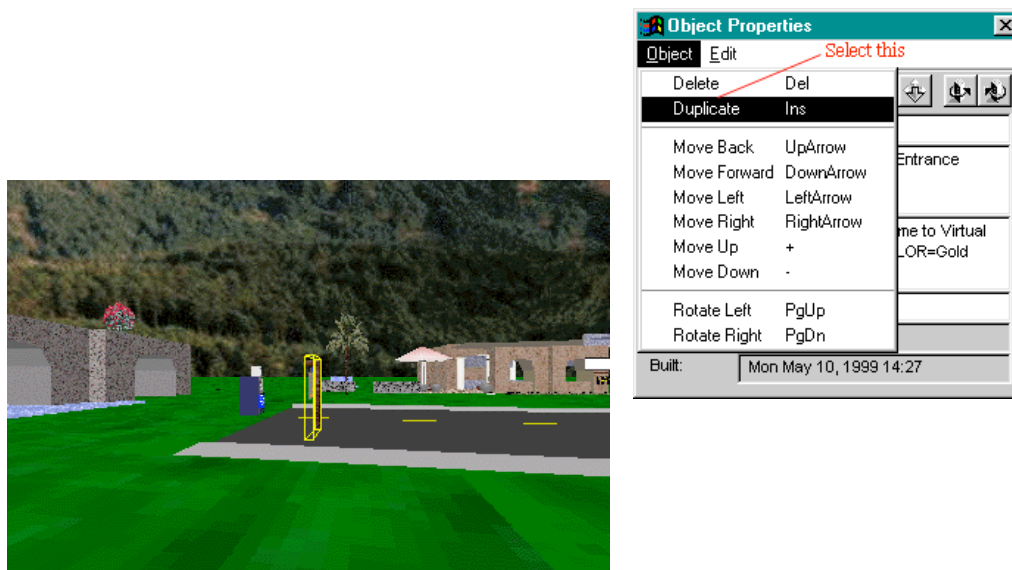 Object Properties
Object Edit
Select this
Delete Del
Duplicate Ins
Move Back UpArrow
Move Forward DownArrow
Move Left LeftArrow
Move Right RightArrow
Move Up +
Move Down -
Rotate Left PgUp
Rotate Right PgDn
Entrance
me to Virtual
LOR=Gold
Built: Mon May 10, 1999 14:27